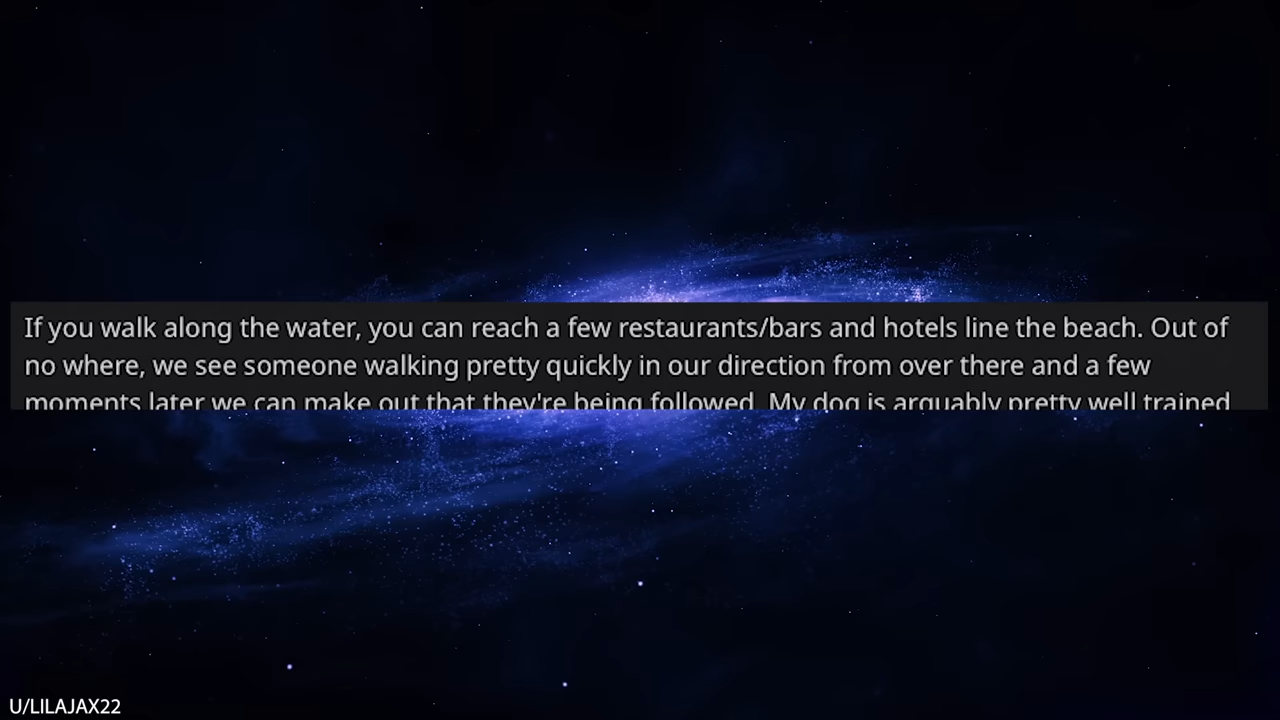 If you walk along the water, you can reach a few restaurants/bars and hotels line the beach. Out of
no where, we see someone walking pretty quickly in our direction from over there and a few
moments later we can make out that they're being followed. My dog is arguably pretty well trained
U/LILAJAX22